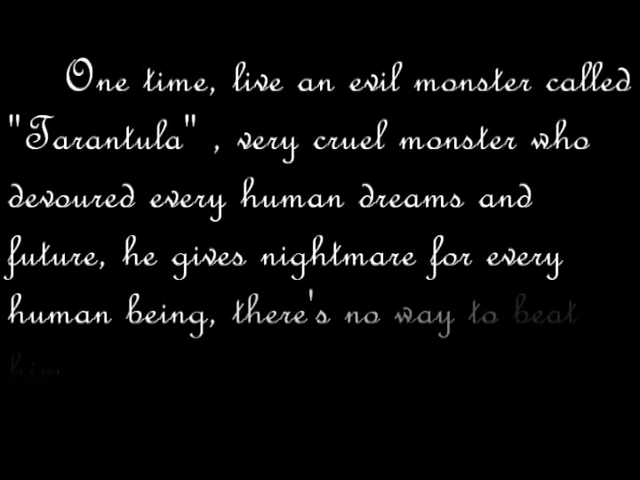 One time, live an evil monster called
"Tarantula" , very cruel monster who
devoured every human dreams and
future, he gives nightmare for every
human being, there's no way to beat
him